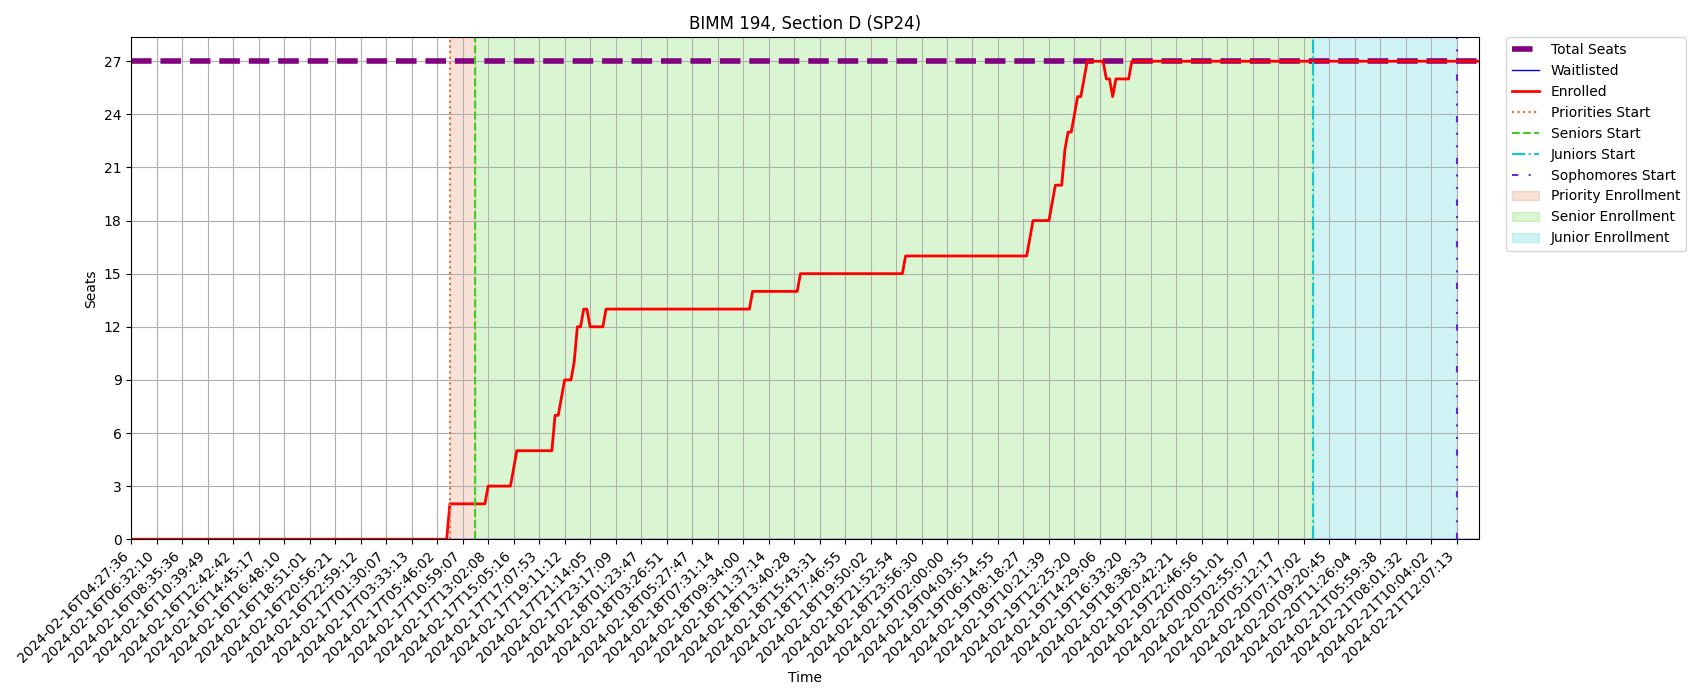 BIMM 194, Section D (SP24)
Total Seats
Waitlisted
Enrolled
Priorities Start
Seniors Start
Juniors Start
Sophomores Start
Priority Enrollment
Senior Enrollment
Junior Enrollment
Seats
27
24
21
18
15
12
9
6
3
0
2024-02-16T04:27:36
2024-02-16T06:32:10
2024-02-16T08:35:36
2024-02-16T10:39:49
2024-02-16T12:42:42
2024-02-16T14:45:17
2024-02-16T16:48:10
2024-02-16T18:51:01
2024-02-16T20:56:21
2024-02-16T22:59:12
2024-02-17T01:30:07
2024-02-17T03:33:13
2024-02-17T05:46:02
2024-02-17T10:59:07
2024-02-17T13:02:08
2024-02-17T15:05:16
2024-02-17T17:07:53
2024-02-17T19:11:12
2024-02-17T21:14:05
2024-02-17T23:17:09
2024-02-18T01:23:47
2024-02-18T03:26:51
2024-02-18T05:27:47
2024-02-18T07:31:14
2024-02-18T09:34:00
2024-02-18T11:37:14
2024-02-18T13:40:28
2024-02-18T15:43:31
2024-02-18T17:46:55
2024-02-18T19:50:02
2024-02-18T21:52:54
2024-02-18T23:56:30
2024-02-19T02:00:00
2024-02-19T04:03:55
2024-02-19T06:14:55
2024-02-19T08:18:27
2024-02-19T10:21:39
2024-02-19T12:25:20
2024-02-19T14:29:06
2024-02-19T16:33:20
2024-02-19T18:38:33
2024-02-19T20:42:21
2024-02-19T22:46:56
2024-02-20T00:51:01
2024-02-20T02:55:07
2024-02-20T05:12:17
2024-02-20T07:17:02
2024-02-20T09:20:45
2024-02-20T11:26:04
2024-02-21T05:59:38
2024-02-21T08:01:32
2024-02-21T10:04:02
2024-02-21T12:07:13
Time